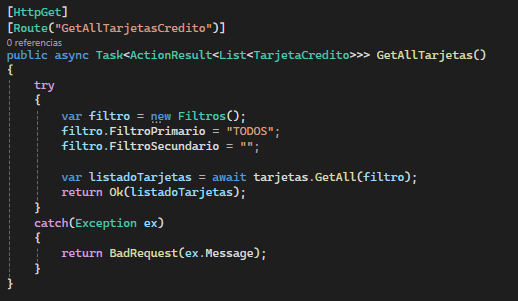 [HttpGet]
[Route("GetAllTarjetasCredito")]
0 referencias
public async Task<ActionResult<List<TarjetaCredito>>> GetAllTarjetas()
{
try
{
var filtro = new Filtros();
filtro.FiltroPrimario = "TODOS";
filtro.FiltroSecundario = "";
var listadoTarjetas = await tarjetas.GetAll(filtro);
return Ok(listadoTarjetas);
}
catch(Exception ex)
{
return BadRequest(ex.Message);
}
}